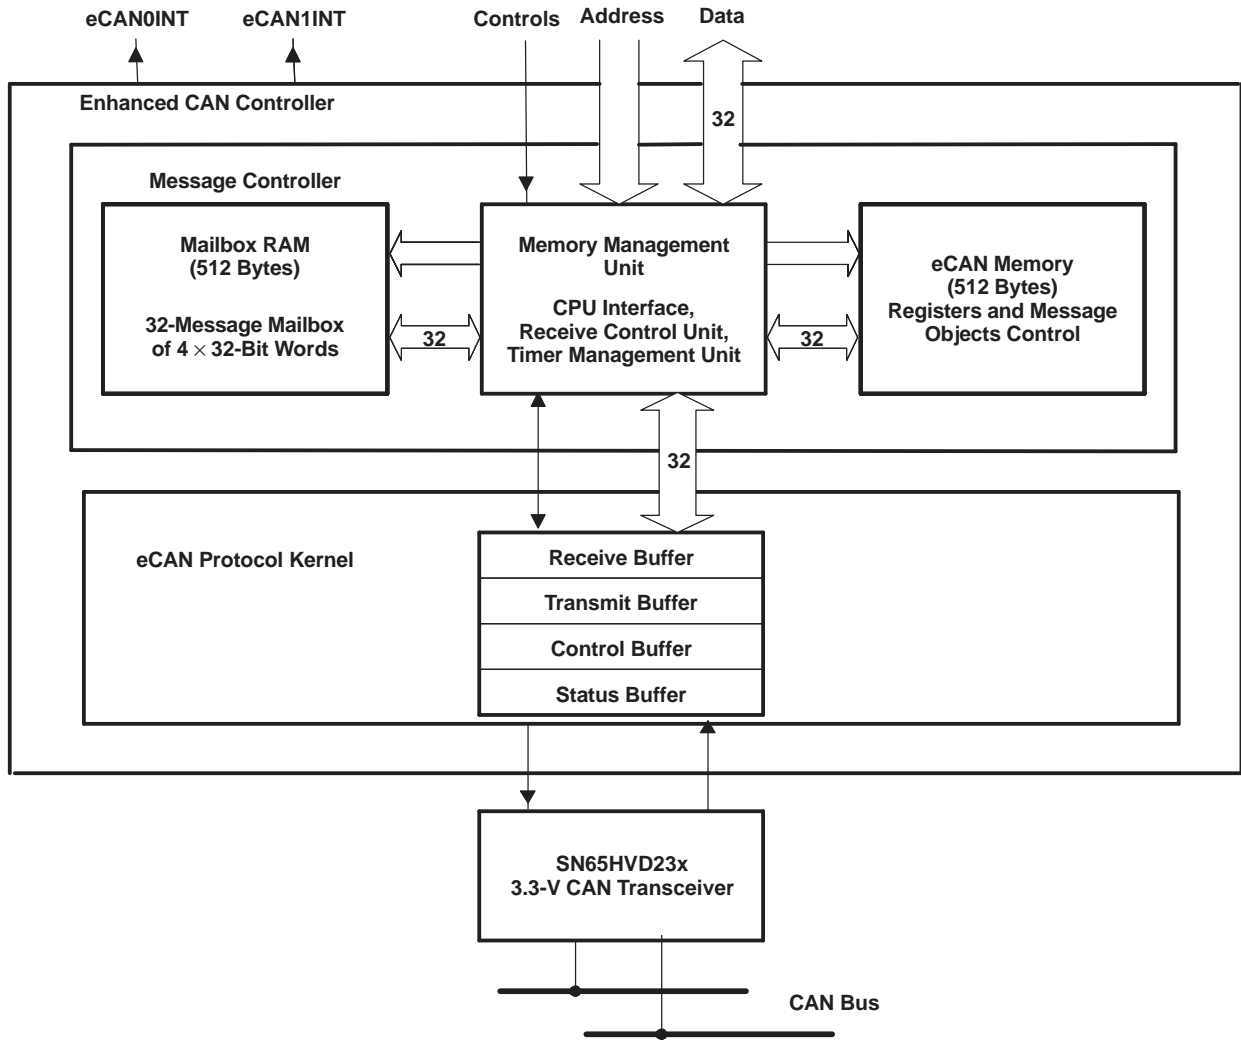 eCAN0INT
eCAN1INT
Controls
Address
Data
Enhanced CAN Controller
32
Message Controller
Mailbox RAM
(512 Bytes)
32-Message Mailbox
of 4 × 32-Bit Words
32
Memory Management
Unit
CPU Interface,
Receive Control Unit,
Timer Management Unit
32
eCAN Memory
(512 Bytes)
Registers and Message
Objects Control
32
eCAN Protocol Kernel
Receive Buffer
Transmit Buffer
Control Buffer
Status Buffer
SN65HVD23x
3.3-V CAN Transceiver
CAN Bus